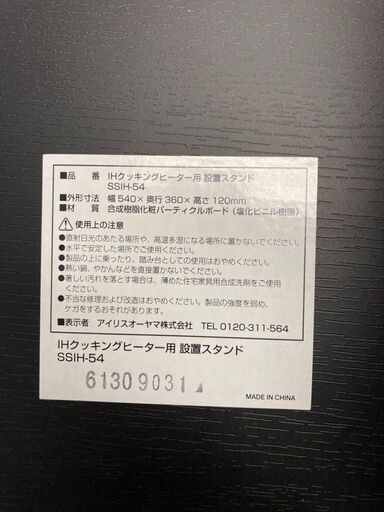 ■品　番　IHクッキングヒーター用 設置スタンド
SSIH-54
■外形寸法　幅540×奥行360×高さ120mm
■材　質　合成樹脂化粧パーティクルボード（塩化ビニル樹脂）
使用上の注意
●直射日光のあたる場所や、高温多湿になる場所に置かないでください。
●水平で安定した場所に置いてください。
●製品の上に乗ったり、踏み台としての使用はおやめください。
●熱い鍋、やかんなどを直接置かないでください。
●著しい汚れを落とす場合は、薄めた住宅家具用合成洗剤をご使用ください。
●不当な修理および改造はおやめください。製品の強度を弱め、
ケガをするおそれがあります。
■表示者　アイリスオーヤマ株式会社　TEL 0120-311-564
IHクッキングヒーター用 設置スタンド
SSIH-54
61309031
MADE IN CHINA